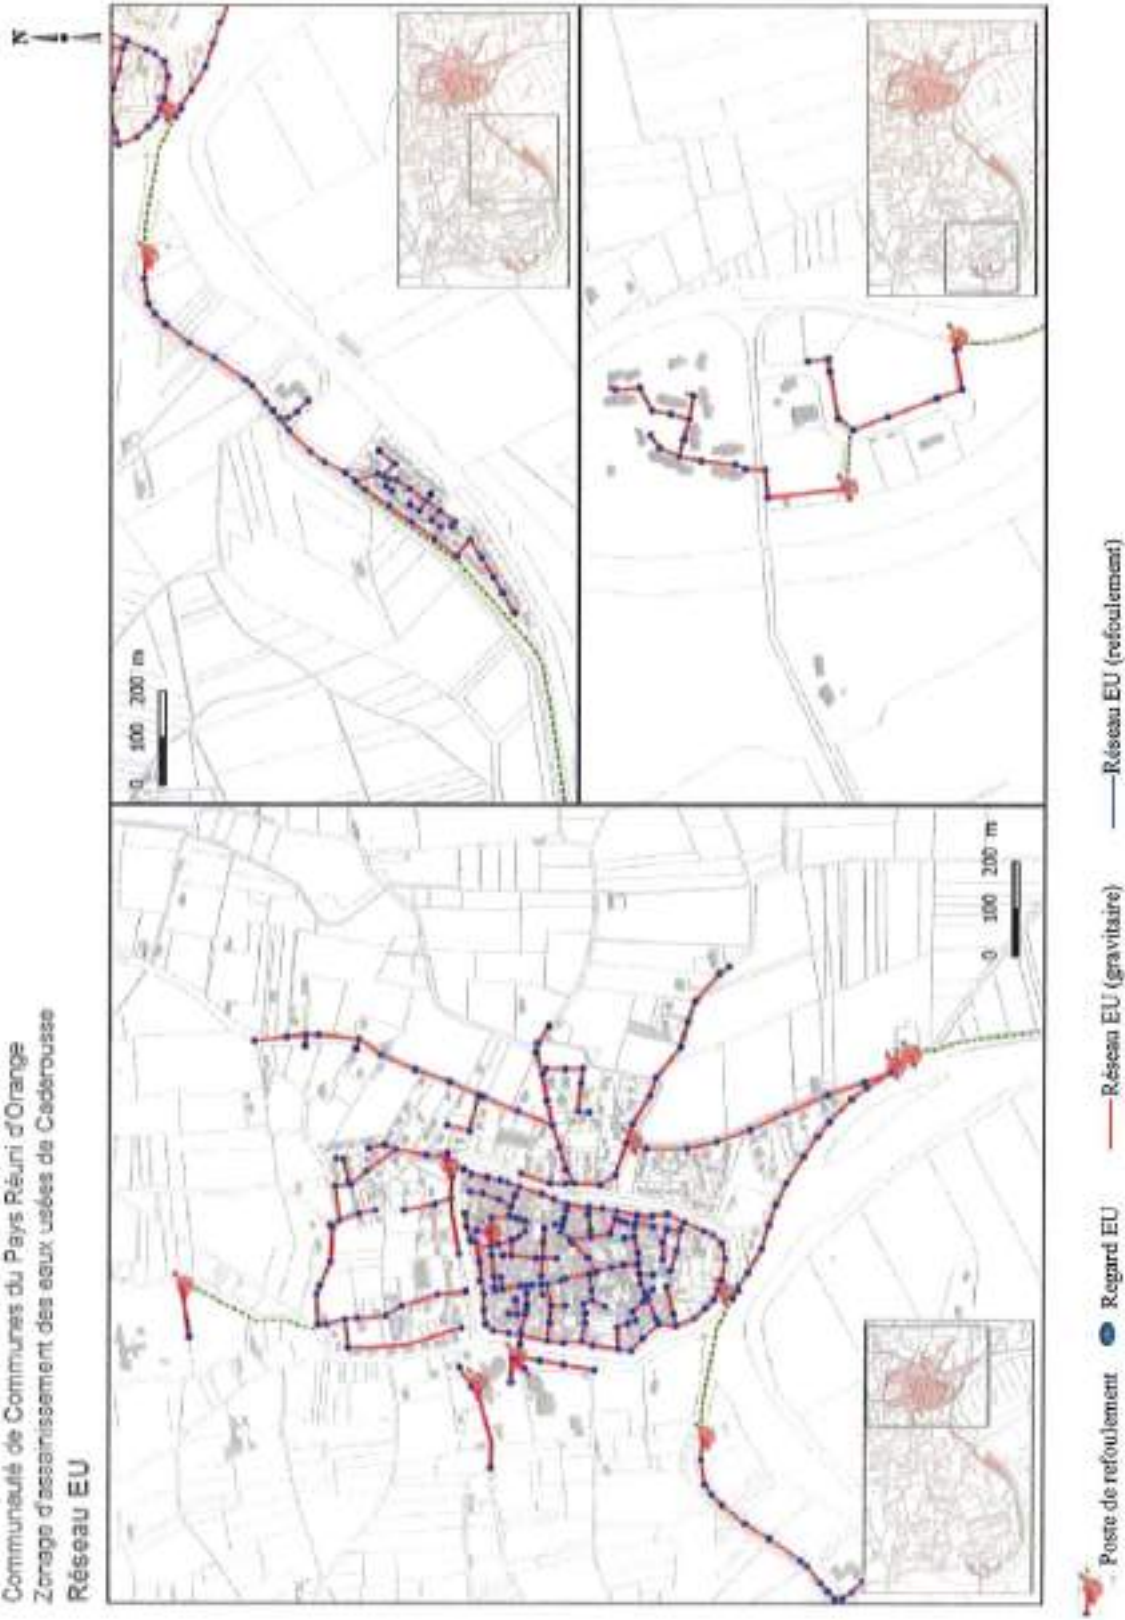 Communauté de Communes du Pays Réuni d'Orange
Zonage d'assainissement des eaux usées de Caderousse
Réseau EU
N
0 100 200 m
0 100 200 m
Poste de refoulement
Regard EU
Réseau EU (gravitaire)
Réseau EU (refoulement)